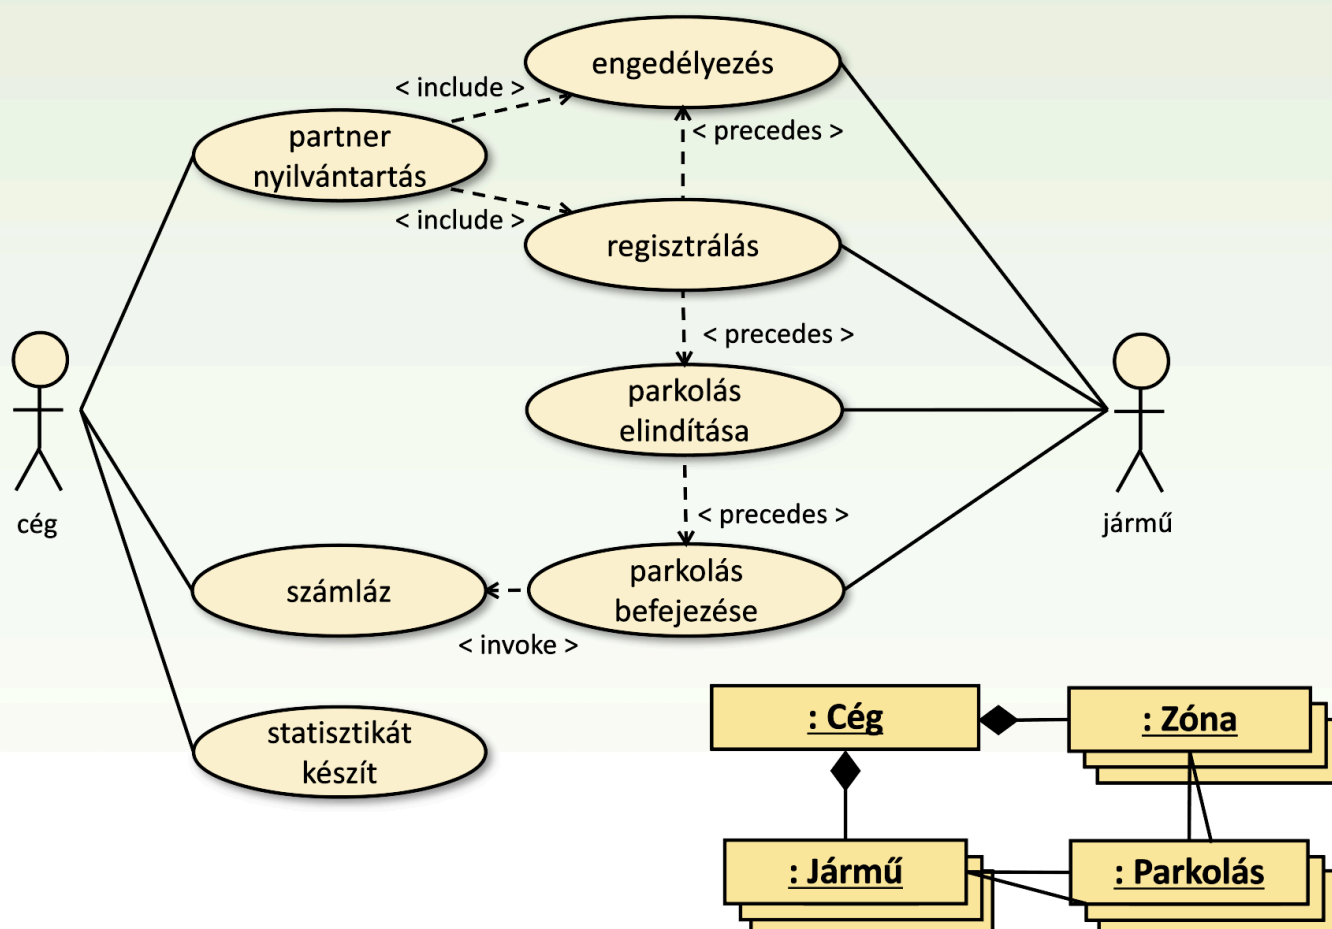 engedélyezés
< include >
< precedes >
partner
nyilvántartás
< include >
regisztrálás
< precedes >
parkolás
elindítása
cég
jármű
< precedes >
számláz
parkolás
befejezése
< invoke >
statisztikát
készít
: Cég
: Zóna
: Jármű
: Parkolás